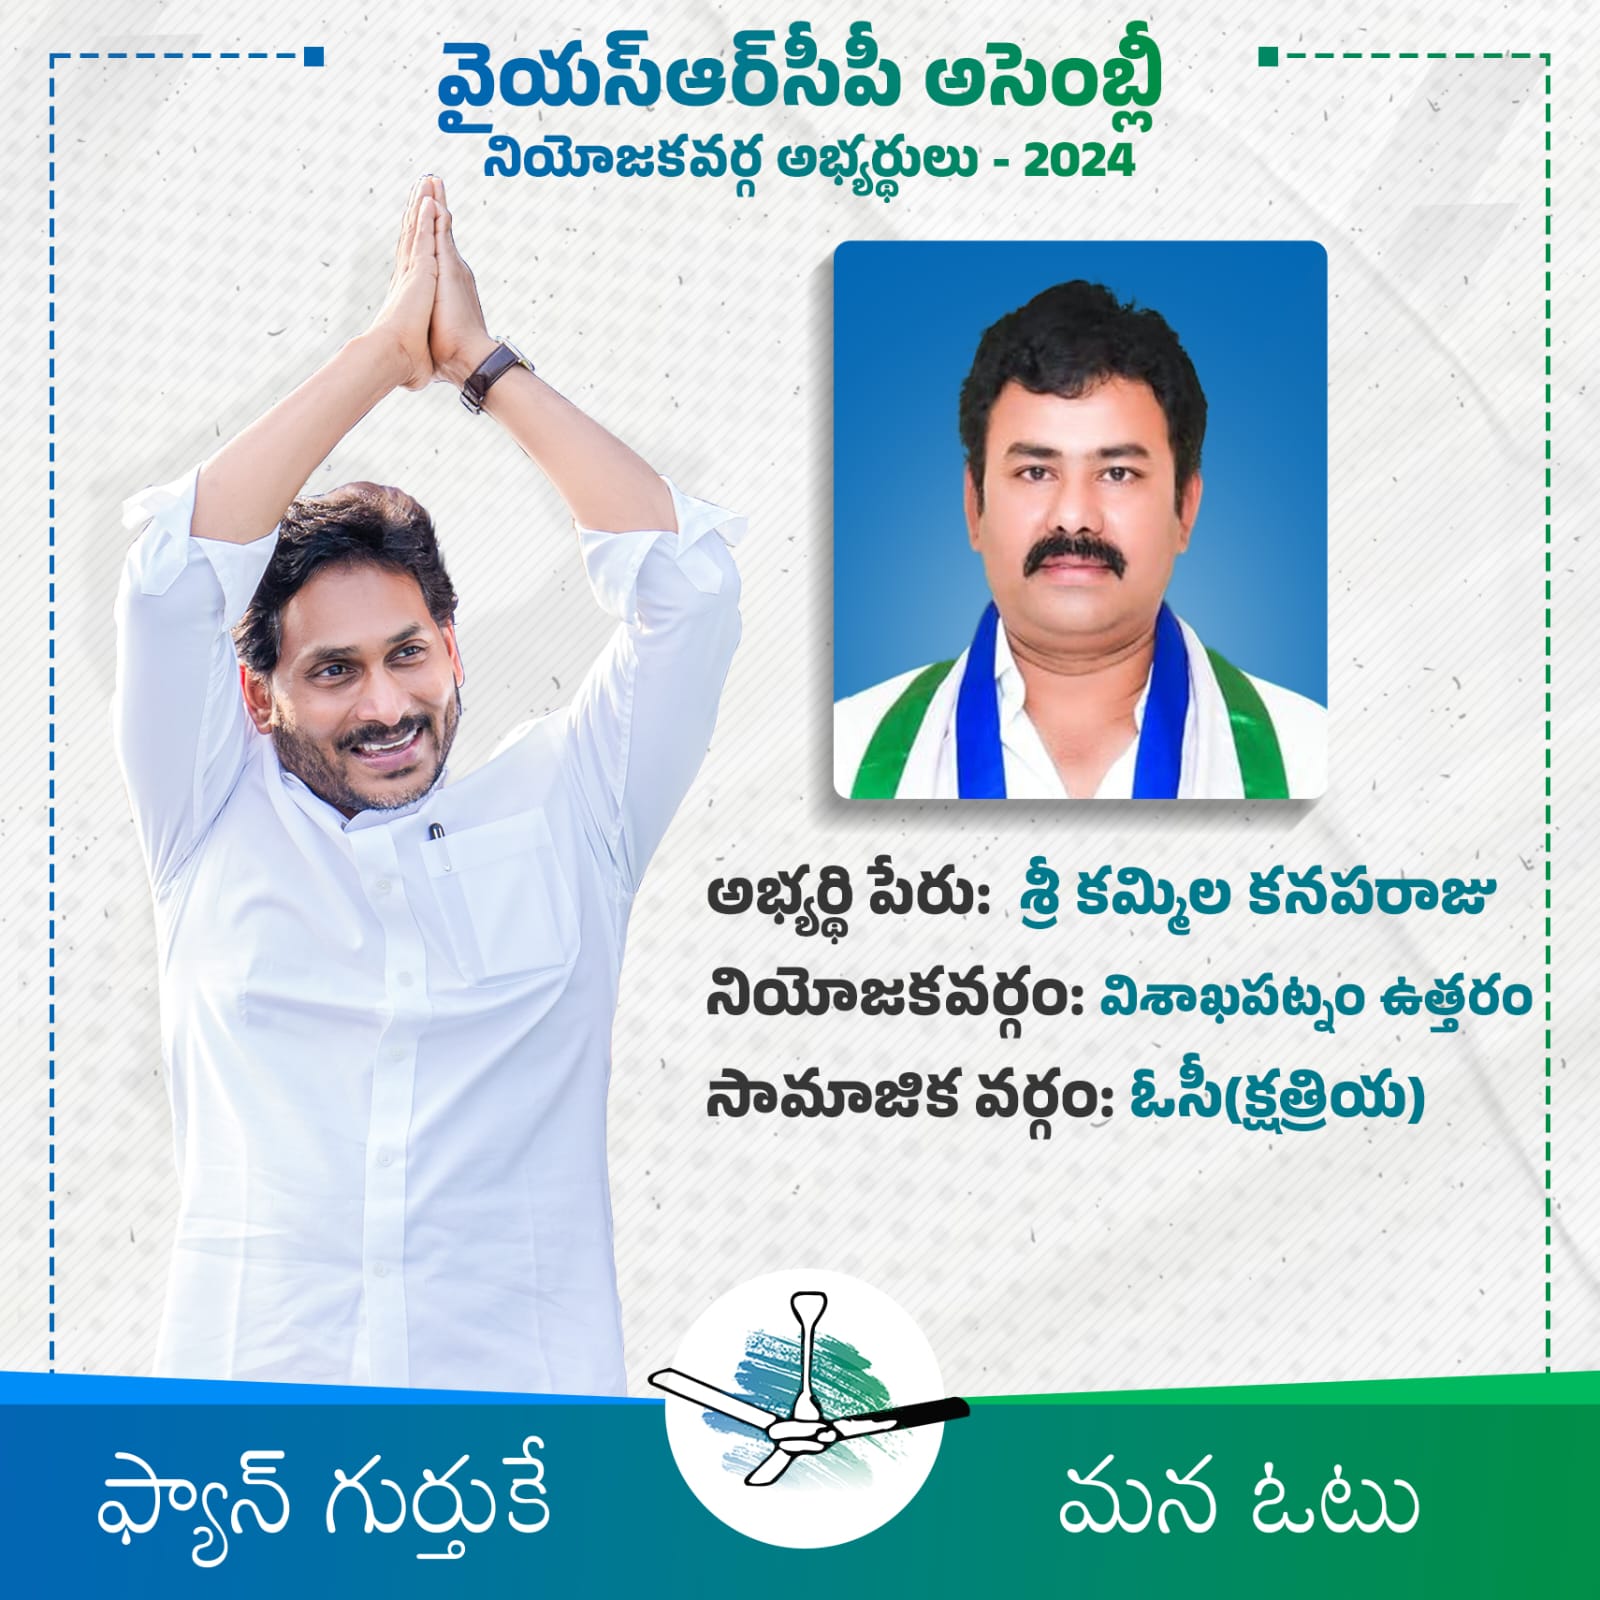 వైయస్ఆర్‌సీపీ అసెంబ్లీ
నియోజకవర్గ అభ్యర్థులు - 2024
అభ్యర్థి పేరు: శ్రీ కమ్మిల కనపరాజు
నియోజకవర్గం: విశాఖపట్నం ఉత్తరం
సామాజిక వర్గం: ఓసీ(క్షత్రియ)
ఫ్యాన్ గుర్తుకే మన ఓటు